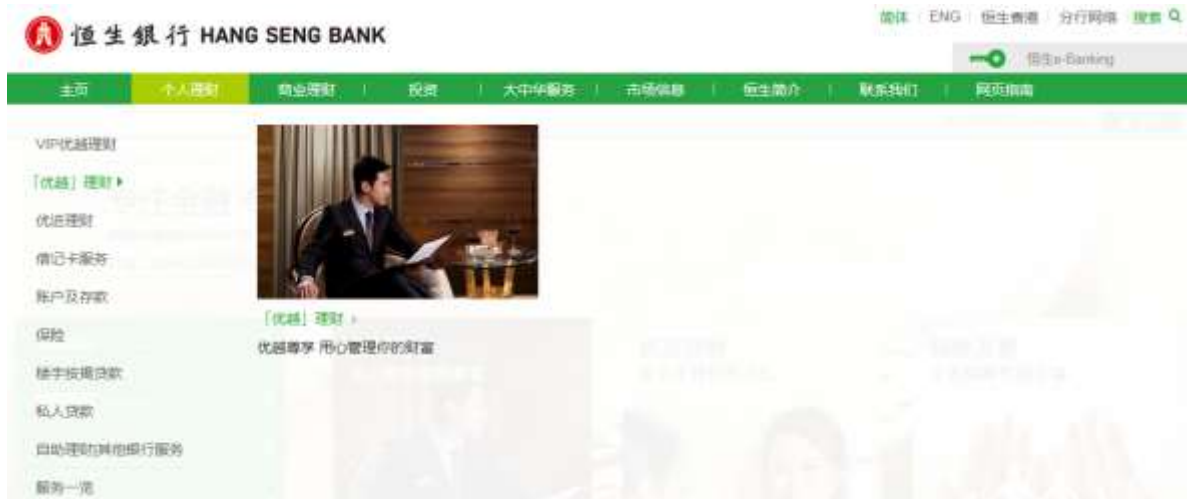 简体 ENG 恒生香港 分行网络 搜索
恒生銀行 HANG SENG BANK
恒生e-Banking
主页 个人理财 商业理财 投资 大中华服务 市场信息 恒生简介 联系我们 网页指南
VIP优越理财
「优越」理财
优进理财
借记卡服务
账户及存款
保险
楼宇按揭贷款
私人贷款
自助理财与其他银行服务
服务一览
「优越」理财
优越尊享 用心管理你的财富